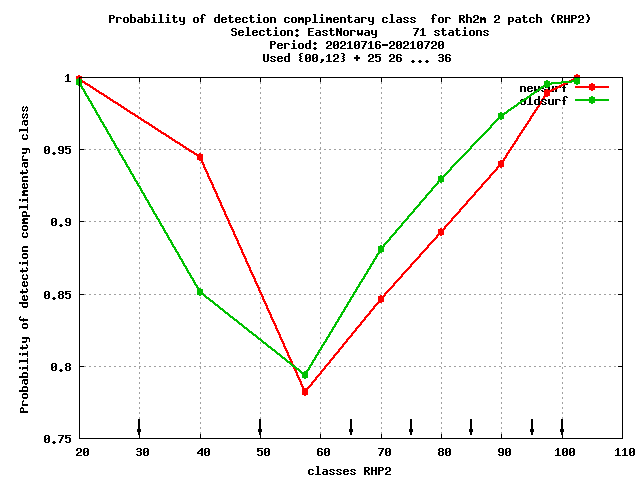 Probability of detection complimentary class  for Rh2m 2 patch (RHP2)
Selection: EastNorway     71 stations
Period: 20210716-20210720
Used {00,12} + 25 26 ... 36
Probability of detection complimentary class
1
0.95
0.9
0.85
0.8
0.75
newsurf
oldsurf
20 30 40 50 60 70 80 90 100 110
classes RHP2